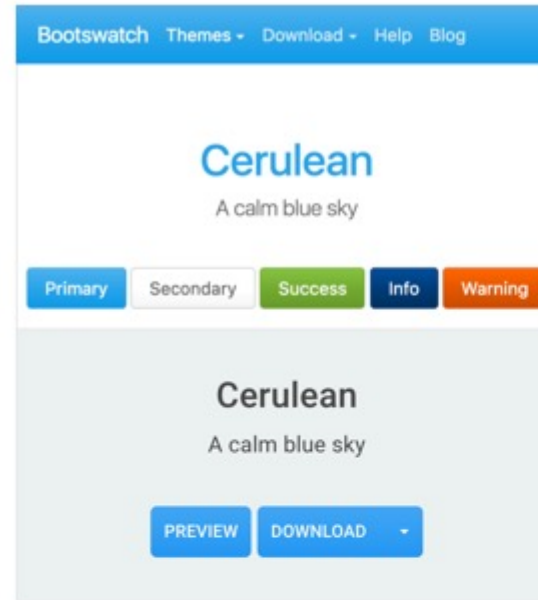 Bootswatch Themes Download Help Blog
Cerulean
A calm blue sky
Primary Secondary Success Info Warning
Cerulean
A calm blue sky
PREVIEW DOWNLOAD